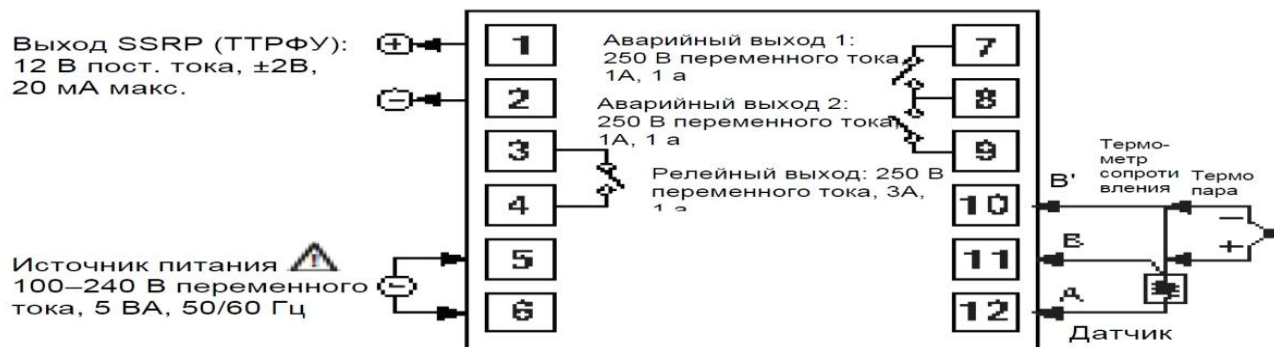 Выход SSRP (ТТРФУ):
12 В пост. тока, ±2В,
20 мА макс.
+
-
1
2
3
4
5
6
Источник питания
100–240 В переменного
тока, 5 ВА, 50/60 Гц
Аварийный выход 1:
250 В переменного тока
1А, 1 а
Аварийный выход 2:
250 В переменного тока,
1А, 1 а
Релейный выход: 250 В
переменного тока, 3А,
1 а
7
8
9
10
11
12
B'
B
A
Термо-
метр
сопроти
вления
Термо
пара
-
+
Датчик